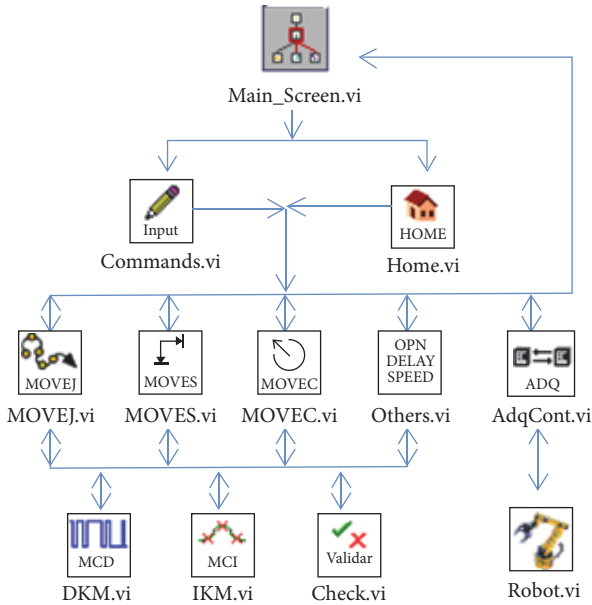 Main_Screen.vi
Input
HOME
Commands.vi
Home.vi
MOVEJ
MOVES
MOVEC
OPN
DELAY
SPEED
ADQ
MOVEJ.vi
MOVES.vi
MOVEC.vi
Others.vi
AdqCont.vi
MCD
MCI
Validar
DKM.vi
IKM.vi
Check.vi
Robot.vi